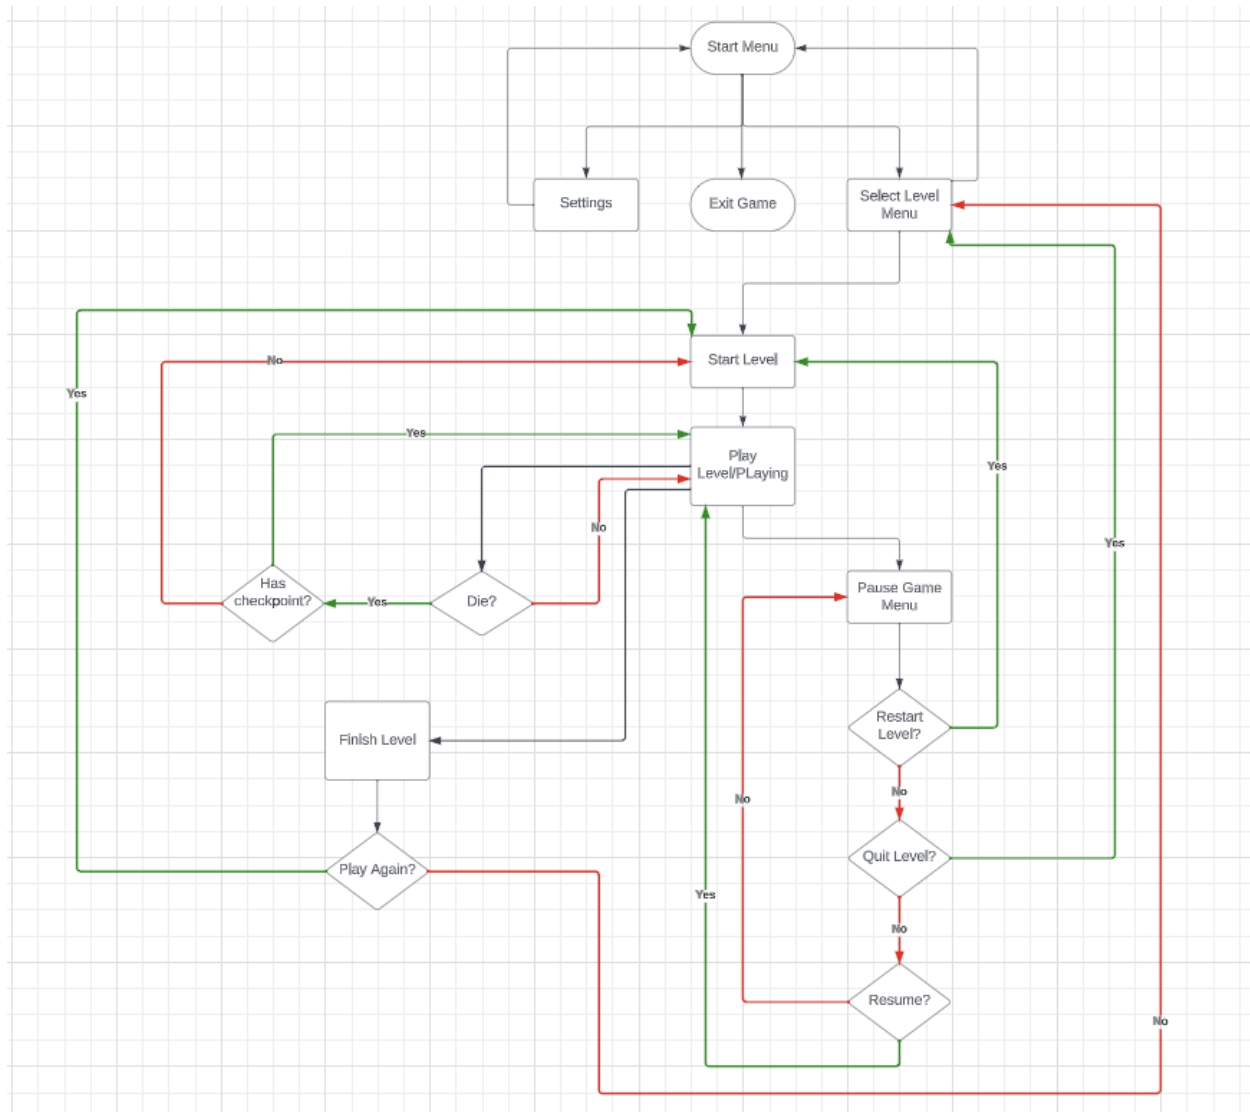 Start Menu
Settings
Exit Game
Select Level
Menu
Start Level
No
Yes
Yes
Play
Level/PLaying
Yes
No
Yes
Has
checkpoint?
Yes
Die?
Pause Game
Menu
Restart
Level?
Finish Level
No
No
Quit Level?
Play Again?
Yes
No
Resume?
No